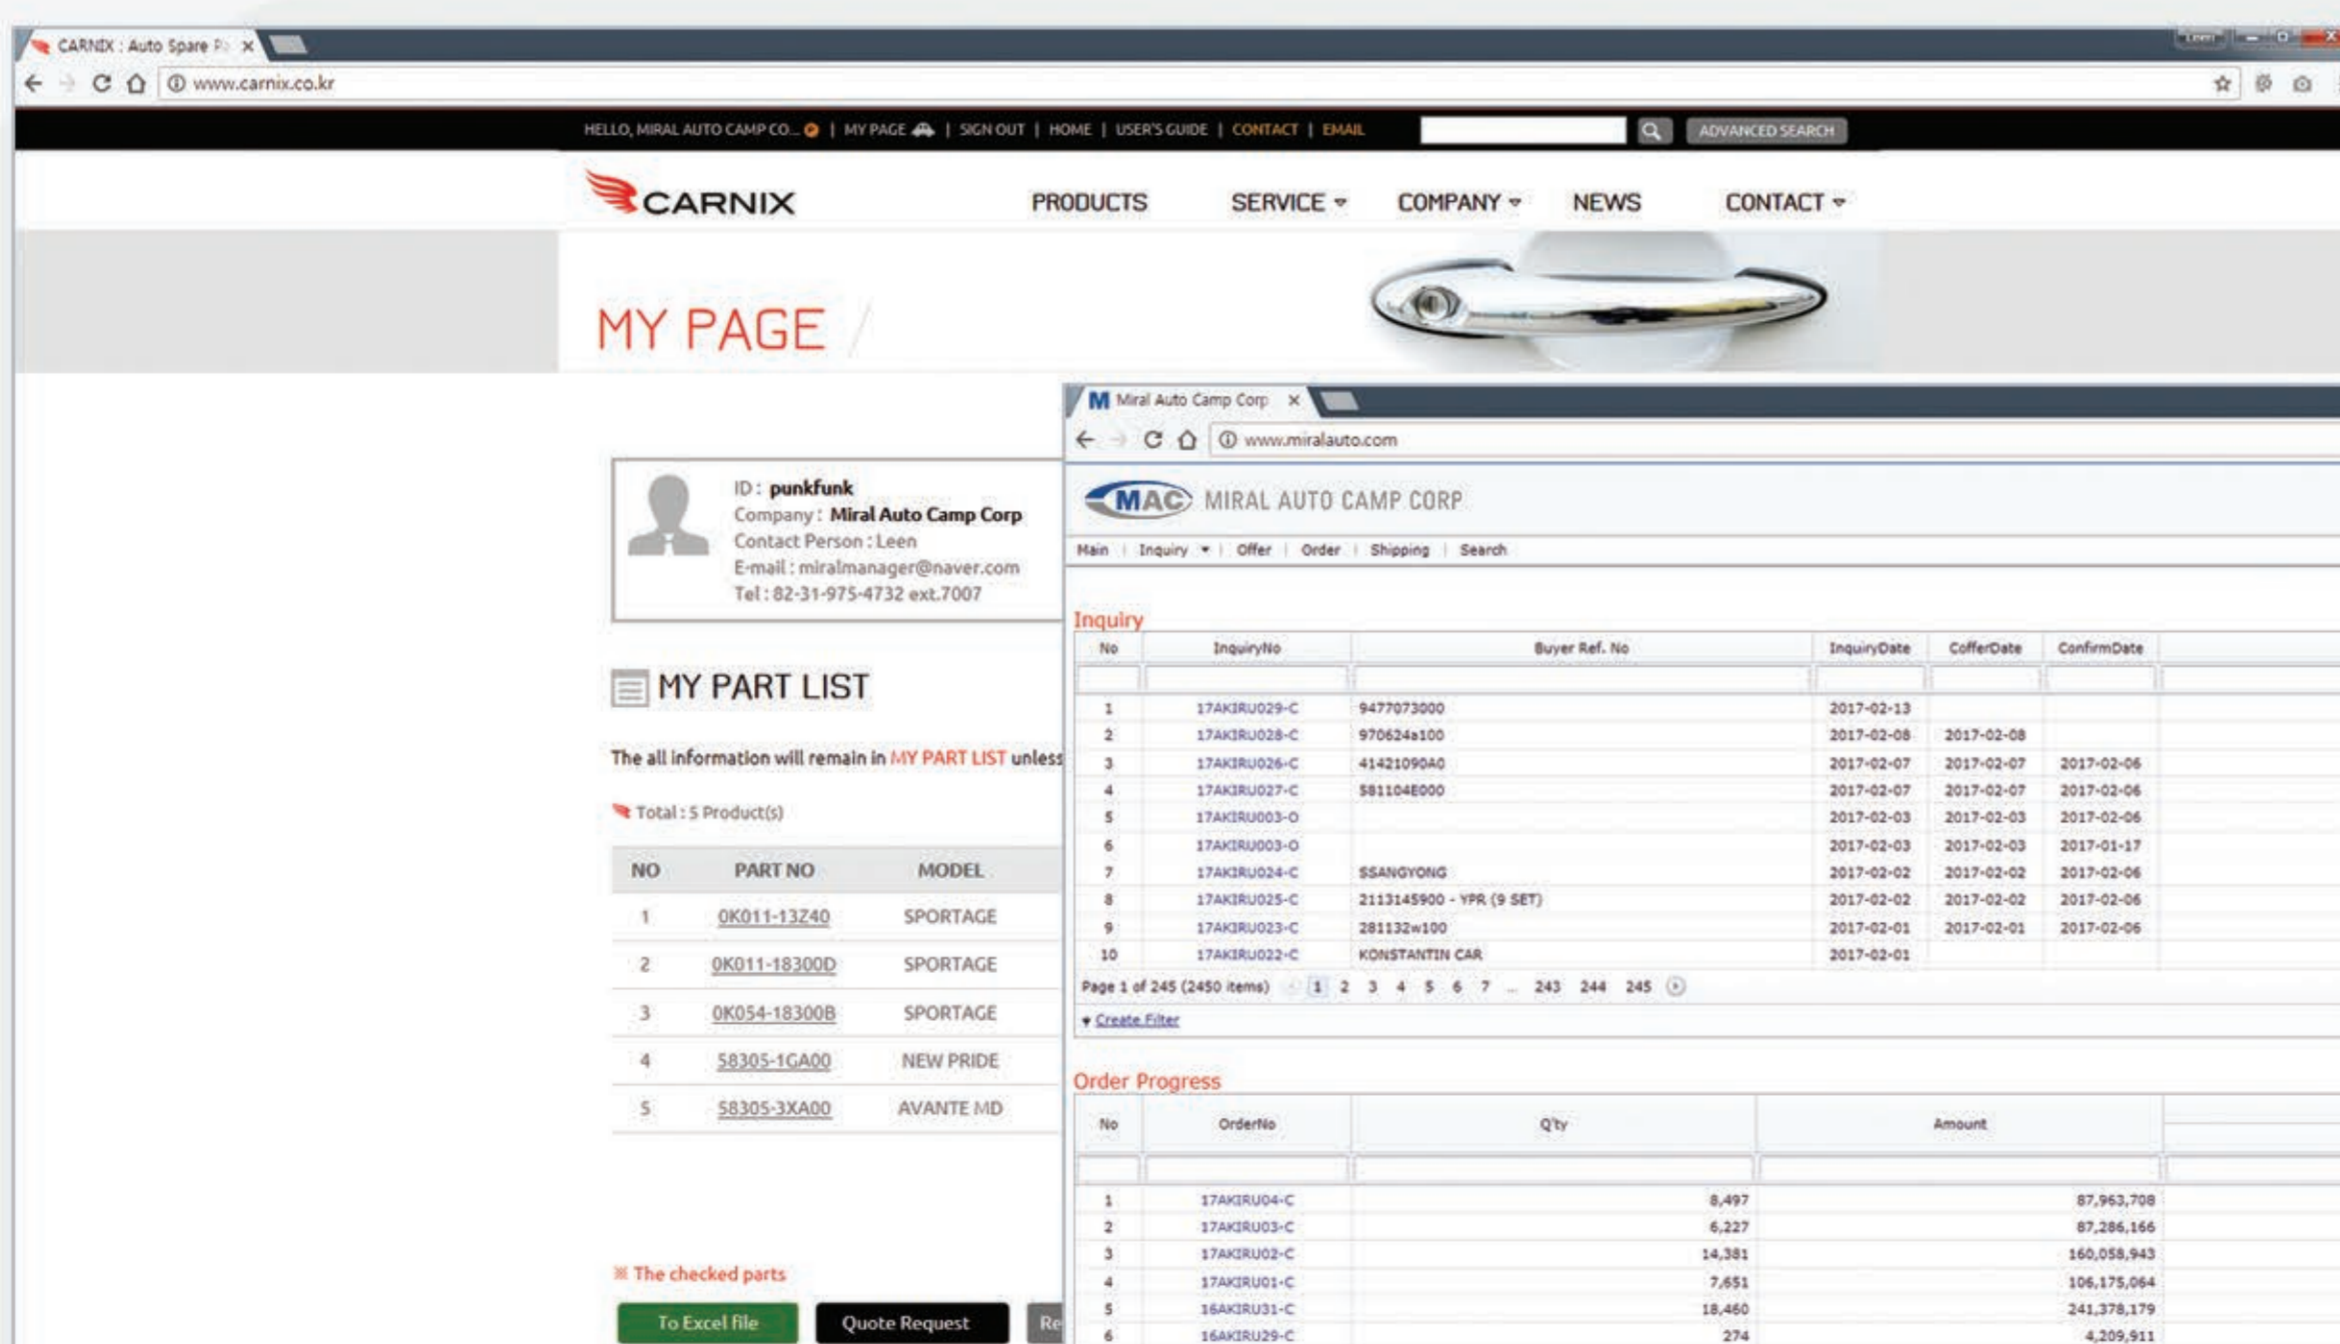 CARNIX : Auto Spare Pa
www.carnix.co.kr
HELLO, MIRAL AUTO CAMP CO... | MY PAGE | SIGN OUT | HOME | USER'S GUIDE | CONTACT | EMAIL ADVANCED SEARCH
CARNIX PRODUCTS SERVICE COMPANY NEWS CONTACT
MY PAGE /
ID : punkfunk
Company : Miral Auto Camp Corp
Contact Person : Leen
E-mail : miralmanager@naver.com
Tel : 82-31-975-4732 ext.7007
MY PART LIST
The all information will remain in MY PART LIST unless
Total : 5 Product(s)
NO PART NO MODEL
1 0K011-13Z40 SPORTAGE
2 0K011-18300D SPORTAGE
3 0K054-18300B SPORTAGE
4 58305-1GA00 NEW PRIDE
5 58305-3XA00 AVANTE MD
※ The checked parts
To Excel file Quote Request Re
Miral Auto Camp Corp
www.miralauto.com
MAC MIRAL AUTO CAMP CORP
Main | Inquiry | Offer | Order | Shipping | Search
Inquiry
No InquiryNo Buyer Ref. No InquiryDate CofferDate ConfirmDate
1 17AKIRU029-C 9477073000 2017-02-13
2 17AKIRU028-C 970624a100 2017-02-08 2017-02-08
3 17AKIRU026-C 41421090A0 2017-02-07 2017-02-07 2017-02-06
4 17AKIRU027-C 581104E000 2017-02-07 2017-02-07 2017-02-06
5 17AKIRU003-O 2017-02-03 2017-02-03 2017-02-06
6 17AKIRU003-O 2017-02-03 2017-02-03 2017-01-17
7 17AKIRU024-C SSANGYONG 2017-02-02 2017-02-02 2017-02-06
8 17AKIRU025-C 2113145900 - YPR (9 SET) 2017-02-02 2017-02-02 2017-02-06
9 17AKIRU023-C 281132w100 2017-02-01 2017-02-01 2017-02-06
10 17AKIRU022-C KONSTANTIN CAR 2017-02-01
Page 1 of 245 (2450 items) 1 2 3 4 5 6 7 ... 243 244 245
Create Filter
Order Progress
No OrderNo Q'ty Amount
1 17AKIRU04-C 8,497 87,963,708
2 17AKIRU03-C 6,227 87,286,166
3 17AKIRU02-C 14,381 160,058,943
4 17AKIRU01-C 7,651 106,175,064
5 16AKIRU31-C 18,460 241,378,179
6 16AKIRU29-C 274 4,209,911